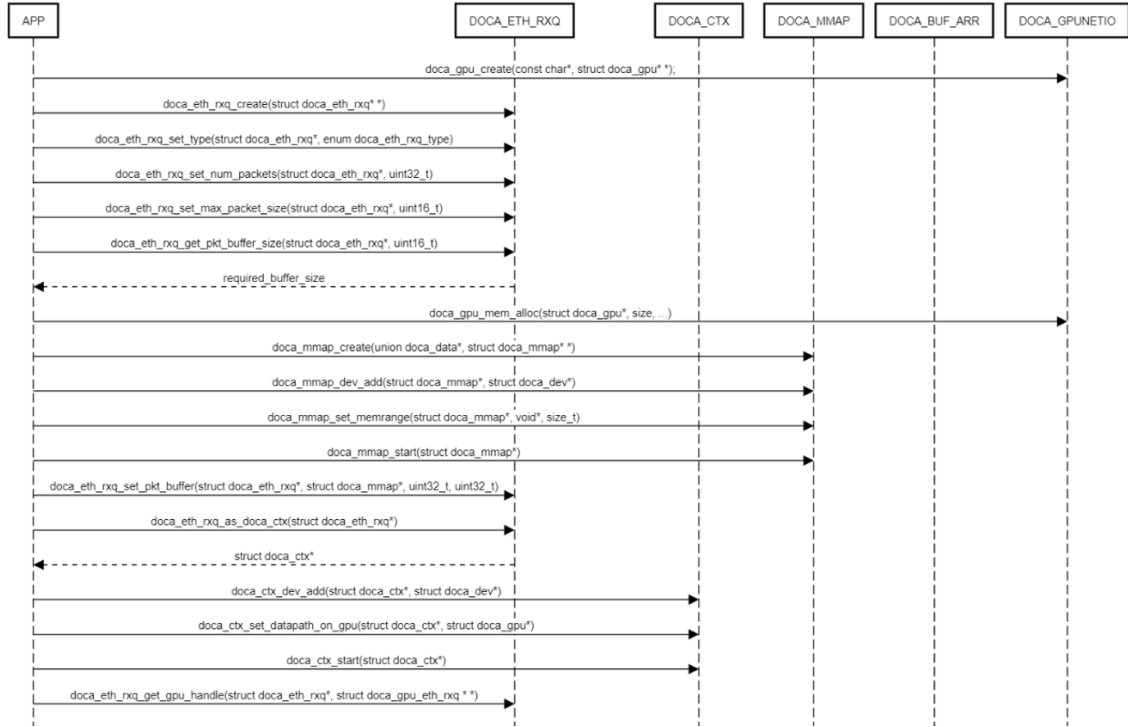 APP DOCA_ETH_RXQ DOCA_CTX DOCA_MMAP DOCA_BUF_ARR DOCA_GPUNETIO
doca_gpu_create(const char*, struct doca_gpu* *);
doca_eth_rxq_create(struct doca_eth_rxq* *)
doca_eth_rxq_set_type(struct doca_eth_rxq*, enum doca_eth_rxq_type)
doca_eth_rxq_set_num_packets(struct doca_eth_rxq*, uint32_t)
doca_eth_rxq_set_max_packet_size(struct doca_eth_rxq*, uint16_t)
doca_eth_rxq_get_pkt_buffer_size(struct doca_eth_rxq*, uint16_t)
required_buffer_size
doca_gpu_mem_alloc(struct doca_gpu*, size, ...)
doca_mmap_create(union doca_data*, struct doca_mmap* *)
doca_mmap_dev_add(struct doca_mmap*, struct doca_dev*)
doca_mmap_set_memrange(struct doca_mmap*, void*, size_t)
doca_mmap_start(struct doca_mmap*)
doca_eth_rxq_set_pkt_buffer(struct doca_eth_rxq*, struct doca_mmap*, uint32_t, uint32_t)
doca_eth_rxq_as_doca_ctx(struct doca_eth_rxq*)
struct doca_ctx*
doca_ctx_dev_add(struct doca_ctx*, struct doca_dev*)
doca_ctx_set_datapath_on_gpu(struct doca_ctx*, struct doca_gpu*)
doca_ctx_start(struct doca_ctx*)
doca_eth_rxq_get_gpu_handle(struct doca_eth_rxq*, struct doca_gpu_eth_rxq * *)